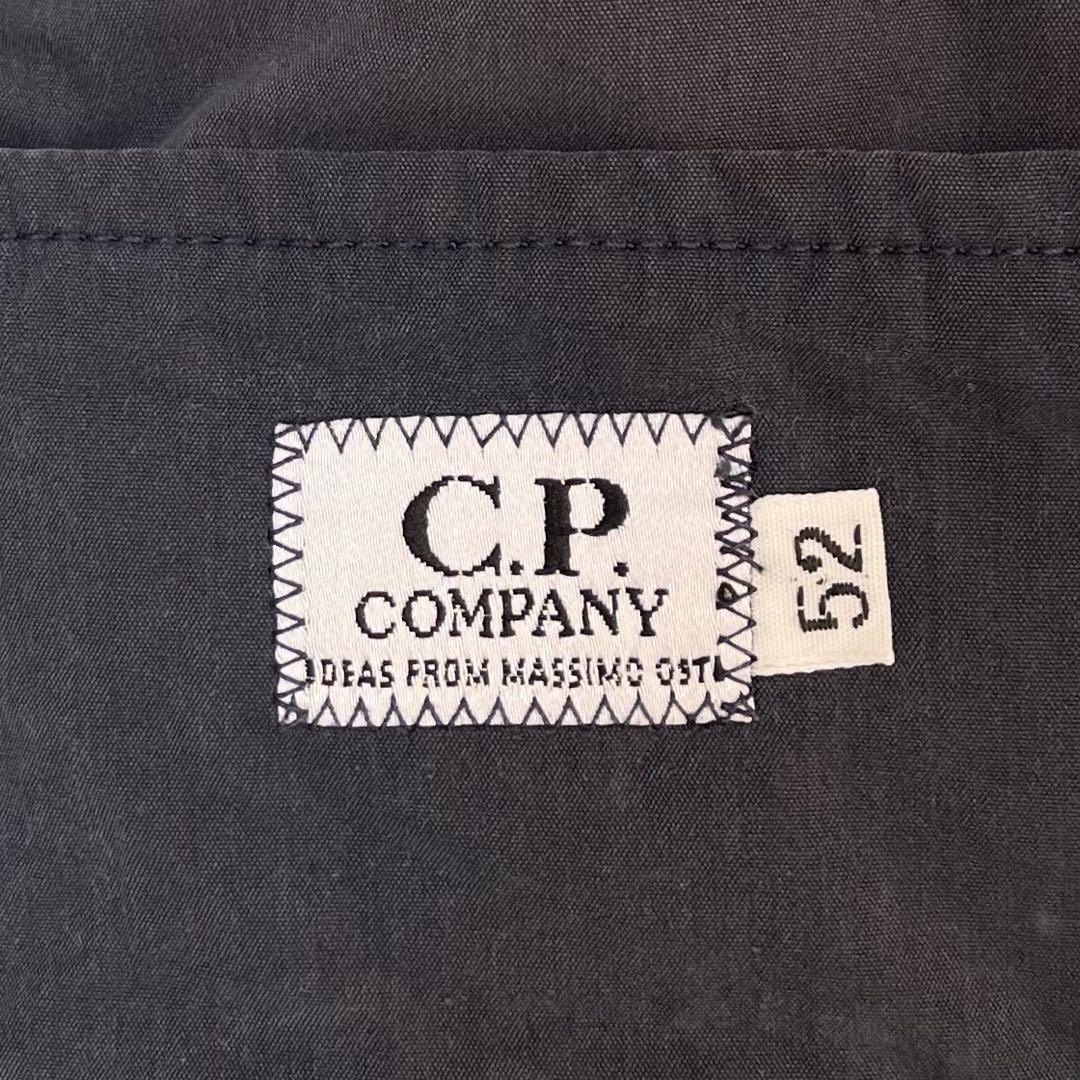 C.P.
COMPANY
IDEAS FROM MASSIMO OSTI
52